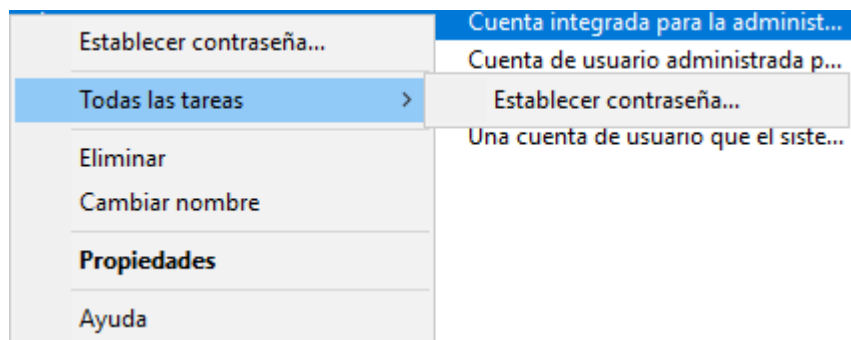 Establecer contraseña...
Todas las tareas
Eliminar
Cambiar nombre
Propiedades
Ayuda
Cuenta integrada para la administ...
Cuenta de usuario administrada p...
Establecer contraseña...
Una cuenta de usuario que el siste...